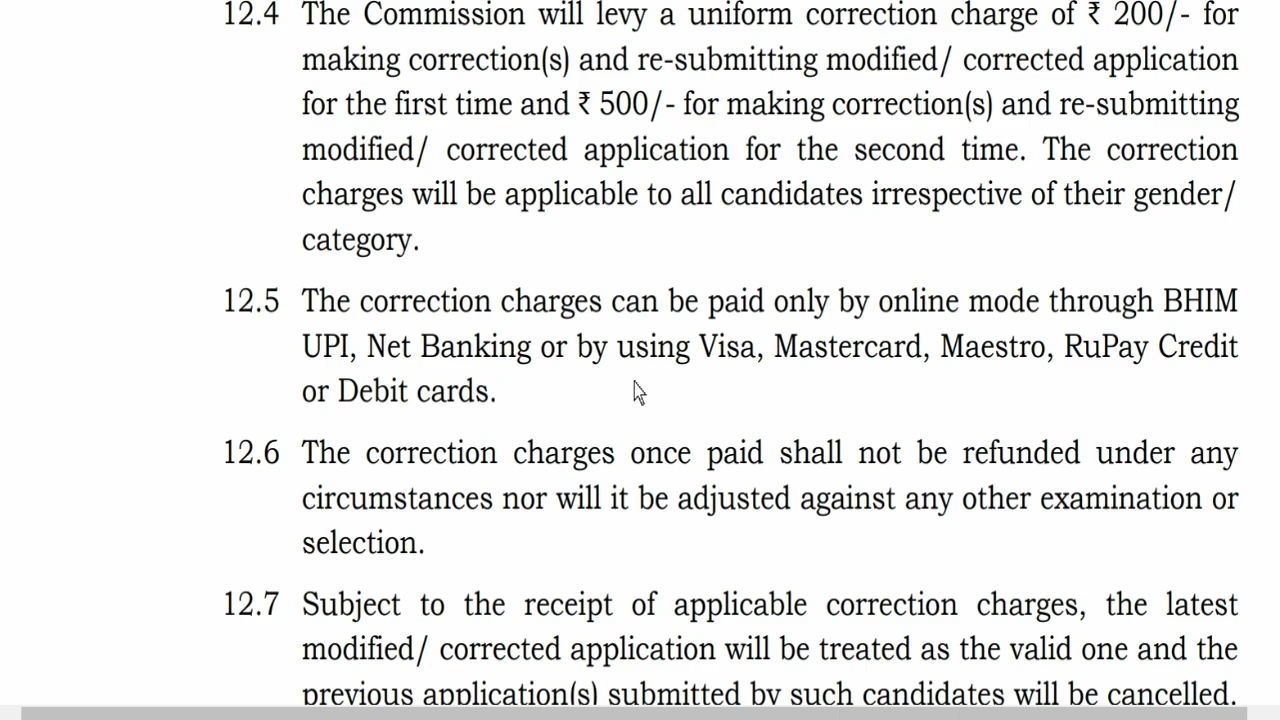 12.4 The Commission will levy a uniform correction charge of ₹ 200/- for
making correction(s) and re-submitting modified/ corrected application
for the first time and ₹ 500/- for making correction(s) and re-submitting
modified/ corrected application for the second time. The correction
charges will be applicable to all candidates irrespective of their gender/
category.
12.5 The correction charges can be paid only by online mode through BHIM
UPI, Net Banking or by using Visa, Mastercard, Maestro, RuPay Credit
or Debit cards.
12.6 The correction charges once paid shall not be refunded under any
circumstances nor will it be adjusted against any other examination or
selection.
12.7 Subject to the receipt of applicable correction charges, the latest
modified/ corrected application will be treated as the valid one and the
previous application(s) submitted by such candidates will be cancelled.